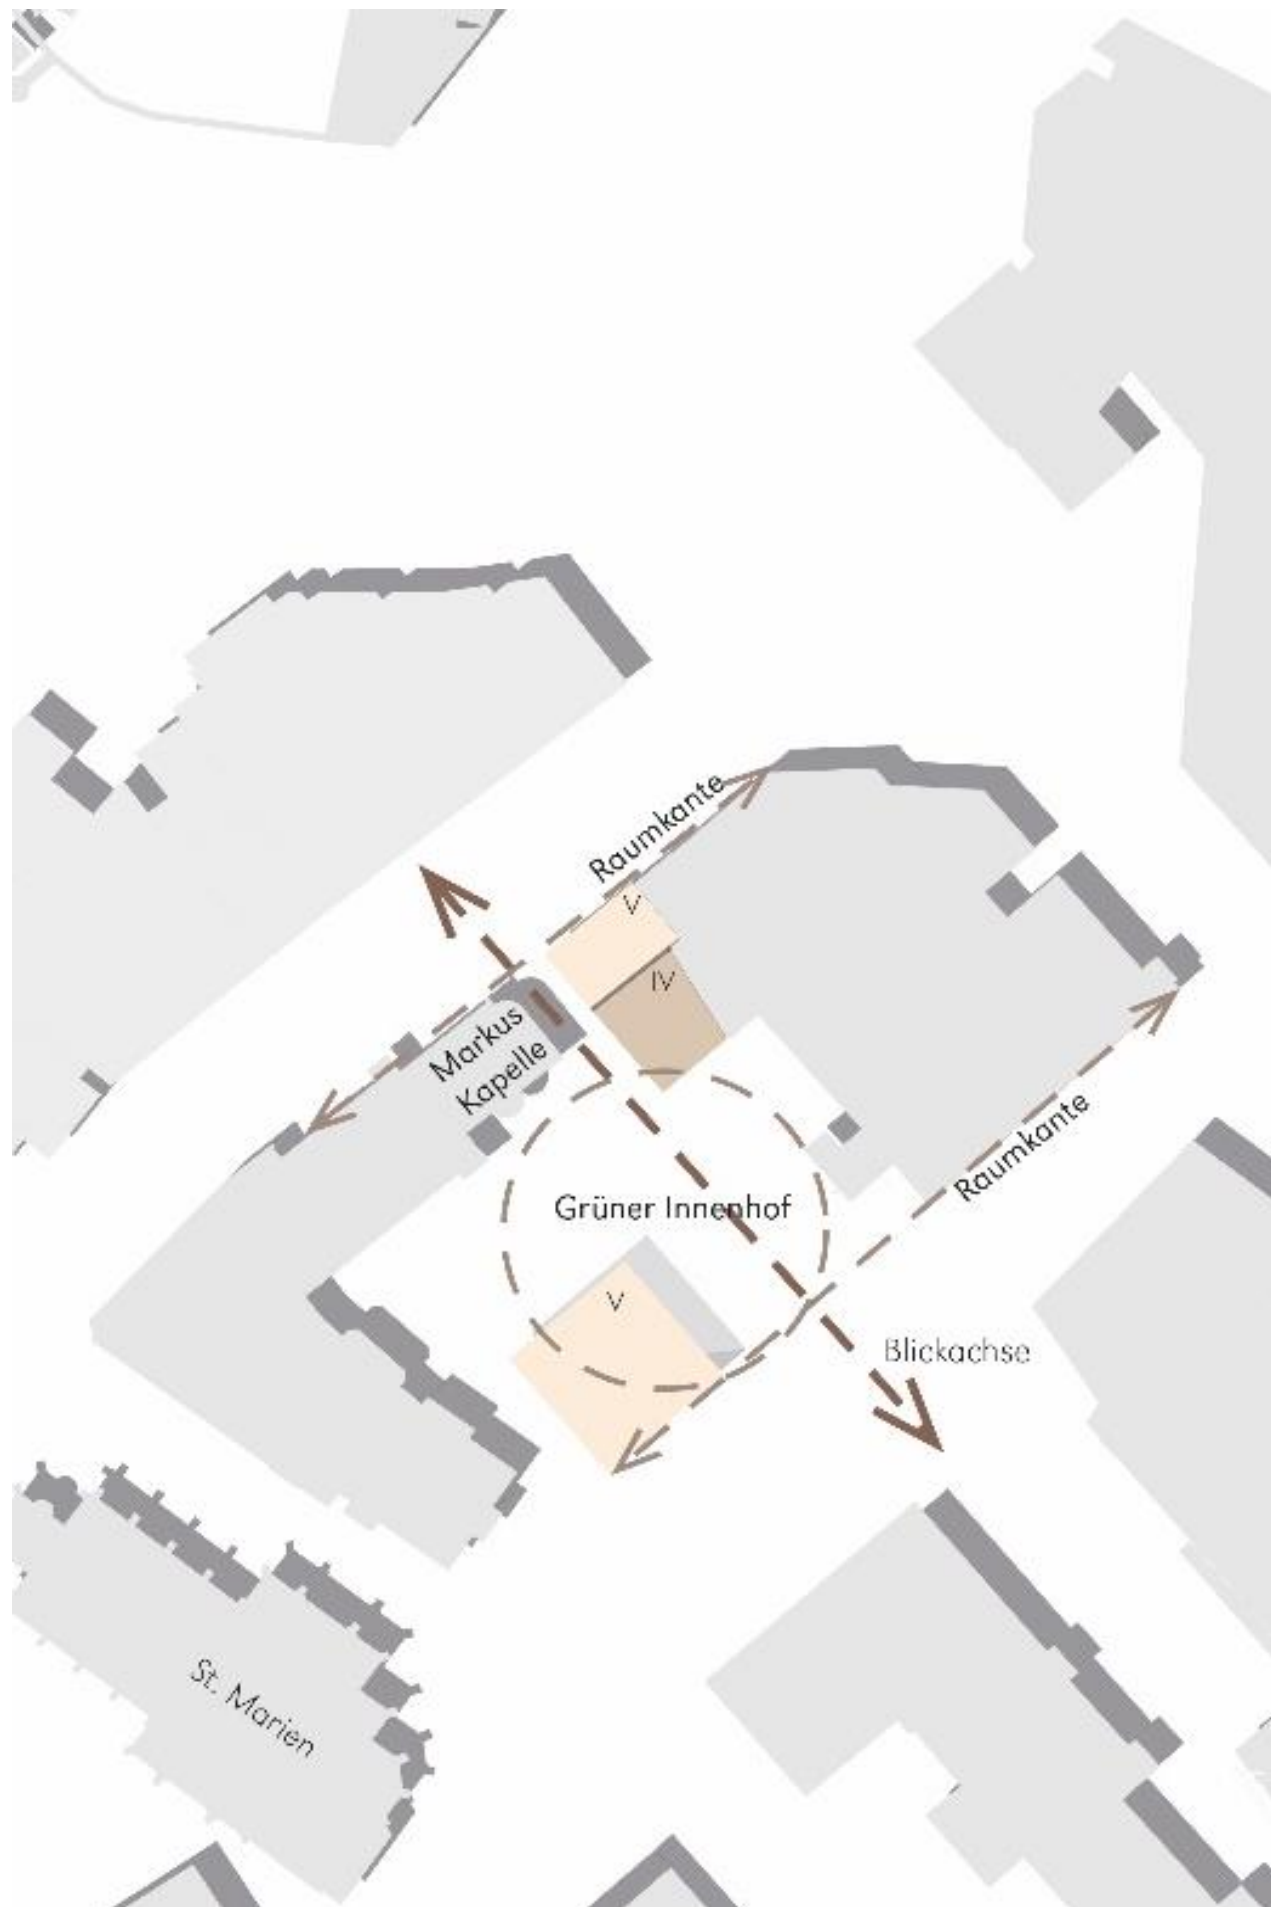 Raumkante
V
IV
Markus
Kapelle
Raumkante
Grüner Innenhof
V
Blickachse
St. Marien